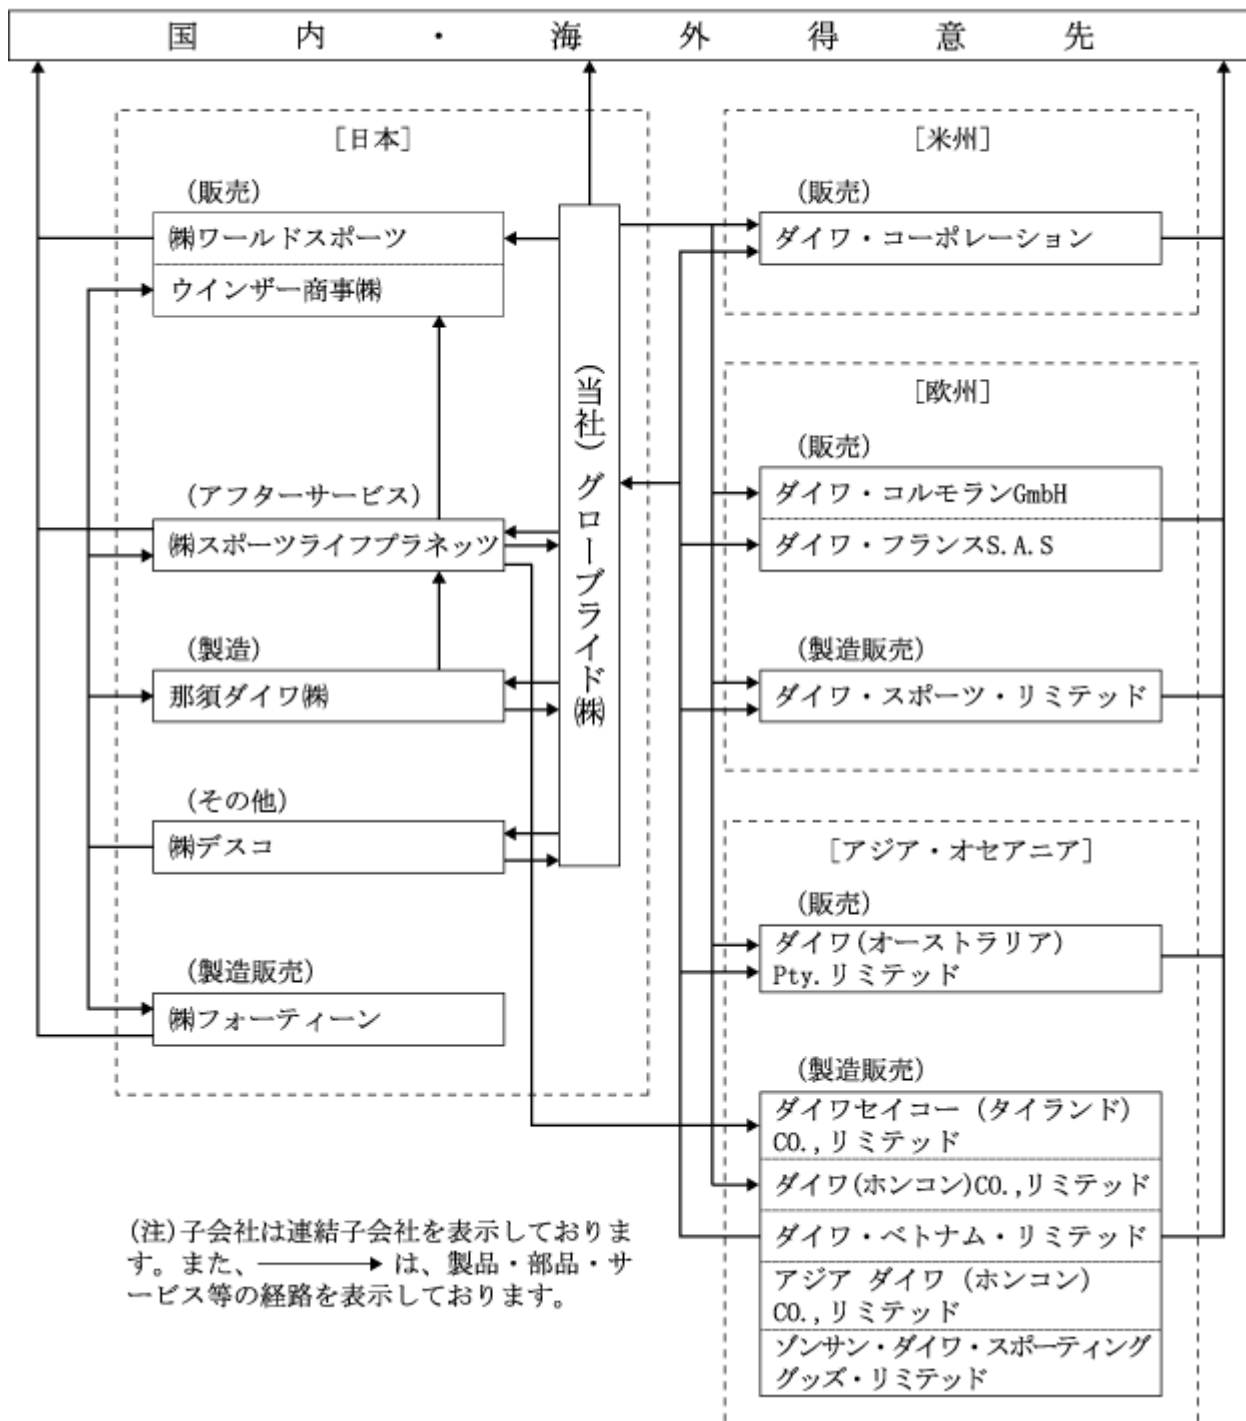 国内・海外得意先
［日本］
(販売)
㈱ワールドスポーツ
ウインザー商事㈱
(アフターサービス)
㈱スポーツライフプラネッツ
(製造)
那須ダイワ㈱
(その他)
㈱デスコ
(製造販売)
㈱フォーティーン
(当社)グローブライド㈱
［米州］
(販売)
ダイワ・コーポレーション
［欧州］
(販売)
ダイワ・コルモランGmbH
ダイワ・フランスS.A.S
(製造販売)
ダイワ・スポーツ・リミテッド
［アジア・オセアニア］
(販売)
ダイワ(オーストラリア)
Pty.リミテッド
(製造販売)
ダイワセイコー (タイランド)
CO.,リミテッド
ダイワ(ホンコン)CO.,リミテッド
ダイワ・ベトナム・リミテッド
アジア ダイワ (ホンコン)
CO.,リミテッド
ゾンサン・ダイワ・スポーティング
グッズ・リミテッド
(注)子会社は連結子会社を表示しておりま
す。また、――――→ は、製品・部品・サ
ービス等の経路を表示しております。